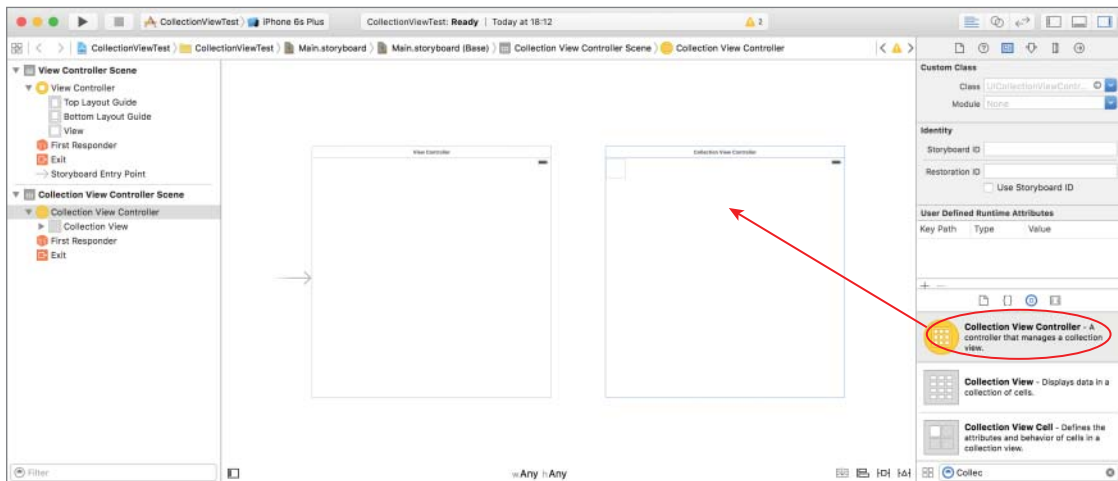 CollectionViewTest
iPhone 6s Plus
CollectionViewTest: Ready | Today at 18:12
2
CollectionViewTest
CollectionViewTest
Main.storyboard
Main.storyboard (Base)
Collection View Controller Scene
Collection View Controller
View Controller Scene
View Controller
Top Layout Guide
Bottom Layout Guide
View
First Responder
Exit
Storyboard Entry Point
Collection View Controller Scene
Collection View Controller
Collection View
First Responder
Exit
Filter
View Controller
Collection View Controller
wAny hAny
Custom Class
Class UICollectionViewContr...
Module None
Identity
Storyboard ID
Restoration ID
Use Storyboard ID
User Defined Runtime Attributes
Key Path Type Value
Collection View Controller - A
controller that manages a collection
view.
Collection View - Displays data in a
collection of cells.
Collection View Cell - Defines the
attributes and behavior of cells in a
collection view.
Collec